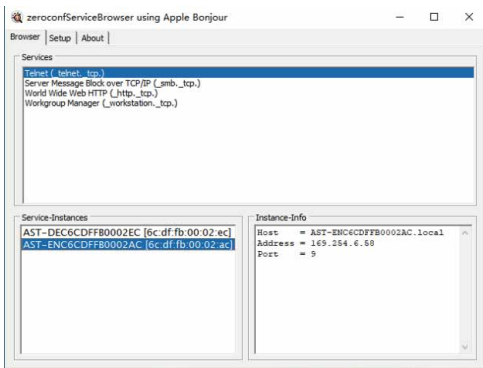 zeroconfServiceBrowser using Apple Bonjour
Browser Setup About
Services
Telnet (_telnet._tcp.)
Server Message Block over TCP/IP (_smb._tcp.)
World Wide Web HTTP (_http._tcp.)
Workgroup Manager (_workstation._tcp.)
Service-Instances
AST-DEC6CDFFB0002EC [6c:df:fb:00:02:ec]
AST-ENC6CDFFB0002AC [6c:df:fb:00:02:ac]
Instance-Info
Host = AST-ENC6CDFFB0002AC.local
Address = 169.254.6.58
Port = 9